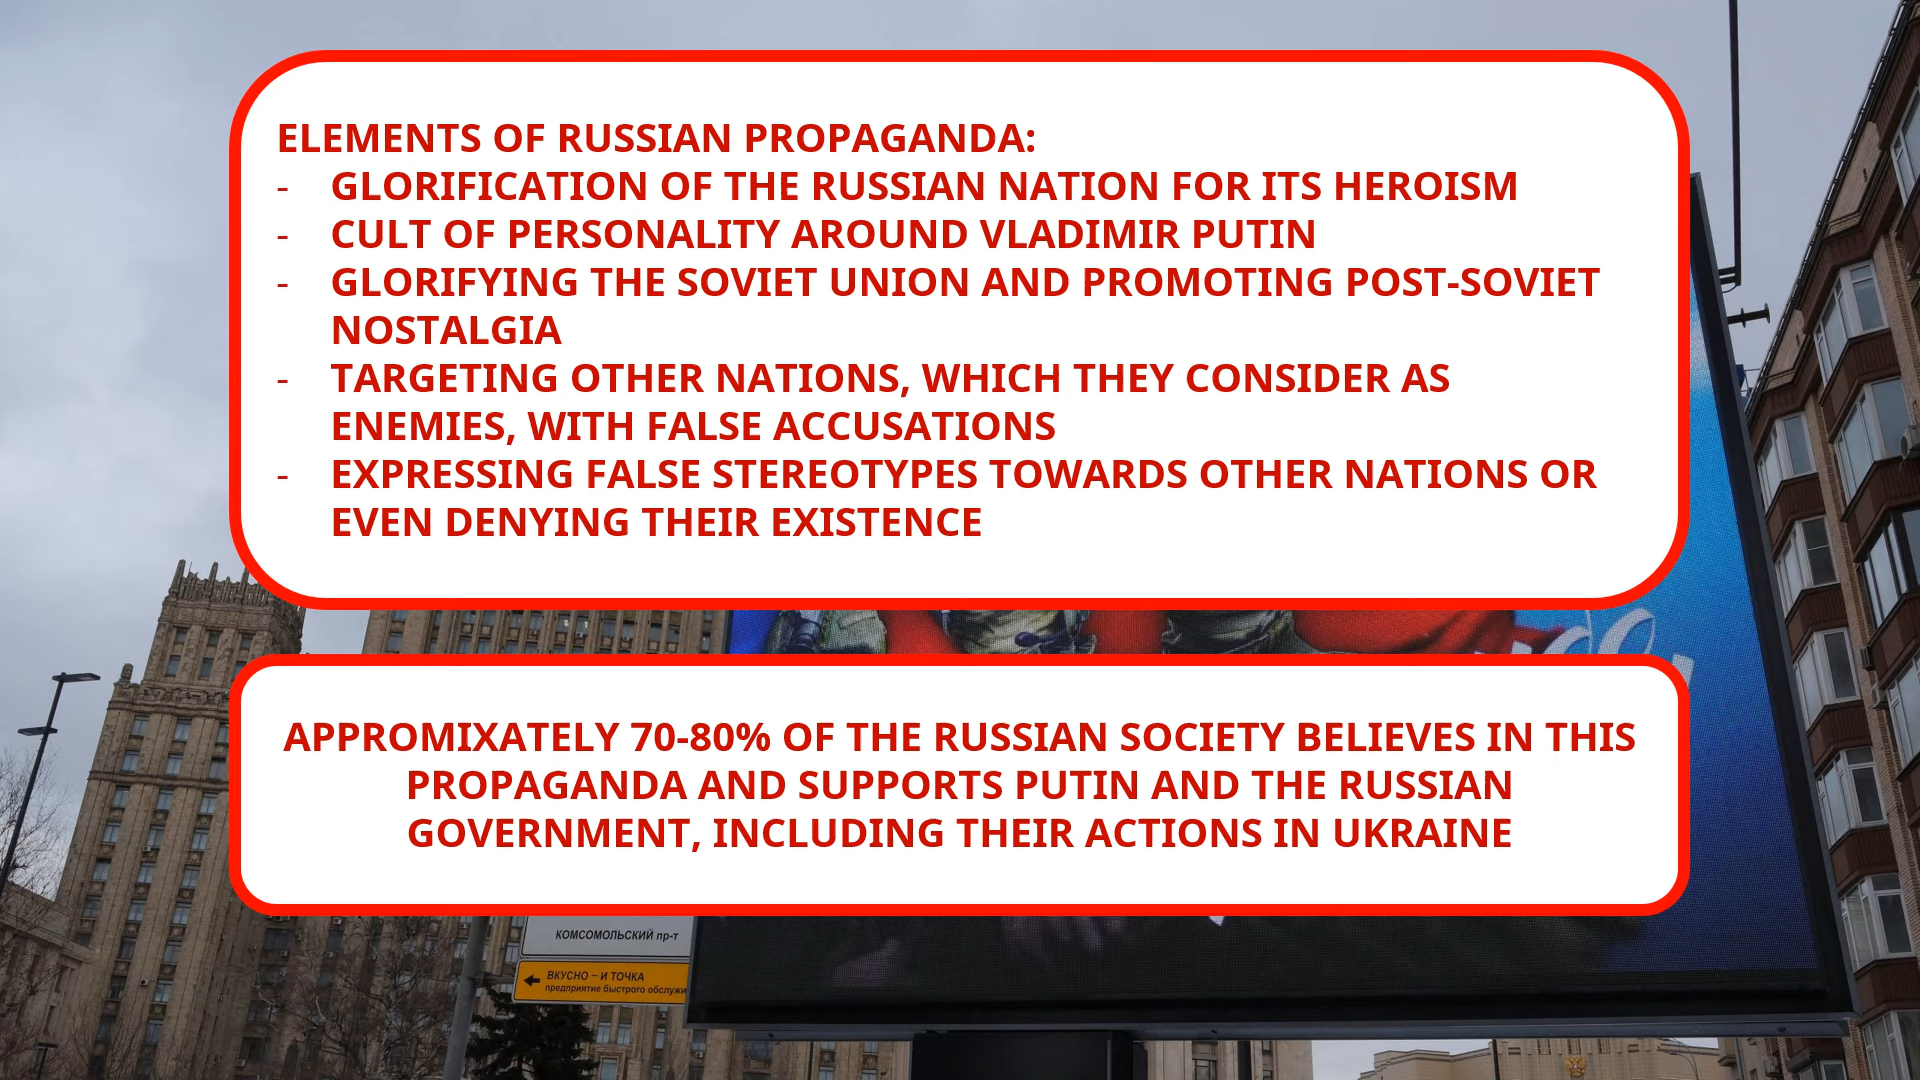 ELEMENTS OF RUSSIAN PROPAGANDA:
- GLORIFICATION OF THE RUSSIAN NATION FOR ITS HEROISM
- CULT OF PERSONALITY AROUND VLADIMIR PUTIN
- GLORIFYING THE SOVIET UNION AND PROMOTING POST-SOVIET
NOSTALGIA
- TARGETING OTHER NATIONS, WHICH THEY CONSIDER AS
ENEMIES, WITH FALSE ACCUSATIONS
- EXPRESSING FALSE STEREOTYPES TOWARDS OTHER NATIONS OR
EVEN DENYING THEIR EXISTENCE
APPROMIXATELY 70-80% OF THE RUSSIAN SOCIETY BELIEVES IN THIS
PROPAGANDA AND SUPPORTS PUTIN AND THE RUSSIAN
GOVERNMENT, INCLUDING THEIR ACTIONS IN UKRAINE
КОМСОМОЛЬСКИЙ пр-т
ВКУСНО – И ТОЧКА
предприятие быстрого обслужи